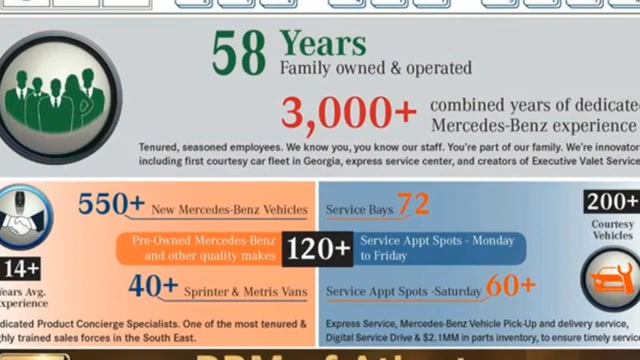 58 Years
Family owned & operated
3,000+ combined years of dedicated
Mercedes-Benz experience
Tenured, seasoned employees. We know you, you know our staff. You're part of our family. We're innovator
including first courtesy car fleet in Georgia, express service center, and creators of Executive Valet Service
550+ New Mercedes-Benz Vehicles
Pre-Owned Mercedes-Benz
and other quality makes
120+
40+ Sprinter & Metris Vans
14+
Years Avg.
Experience
dicated Product Concierge Specialists. One of the most tenured &
ghly trained sales forces in the South East.
Service Bays 72
Service Appt Spots - Monday
to Friday
Service Appt Spots -Saturday 60+
200+
Courtesy
Vehicles
Express Service, Mercedes-Benz Vehicle Pick-Up and delivery service,
Digital Service Drive & $2.1MM in parts inventory, to ensure timely servic